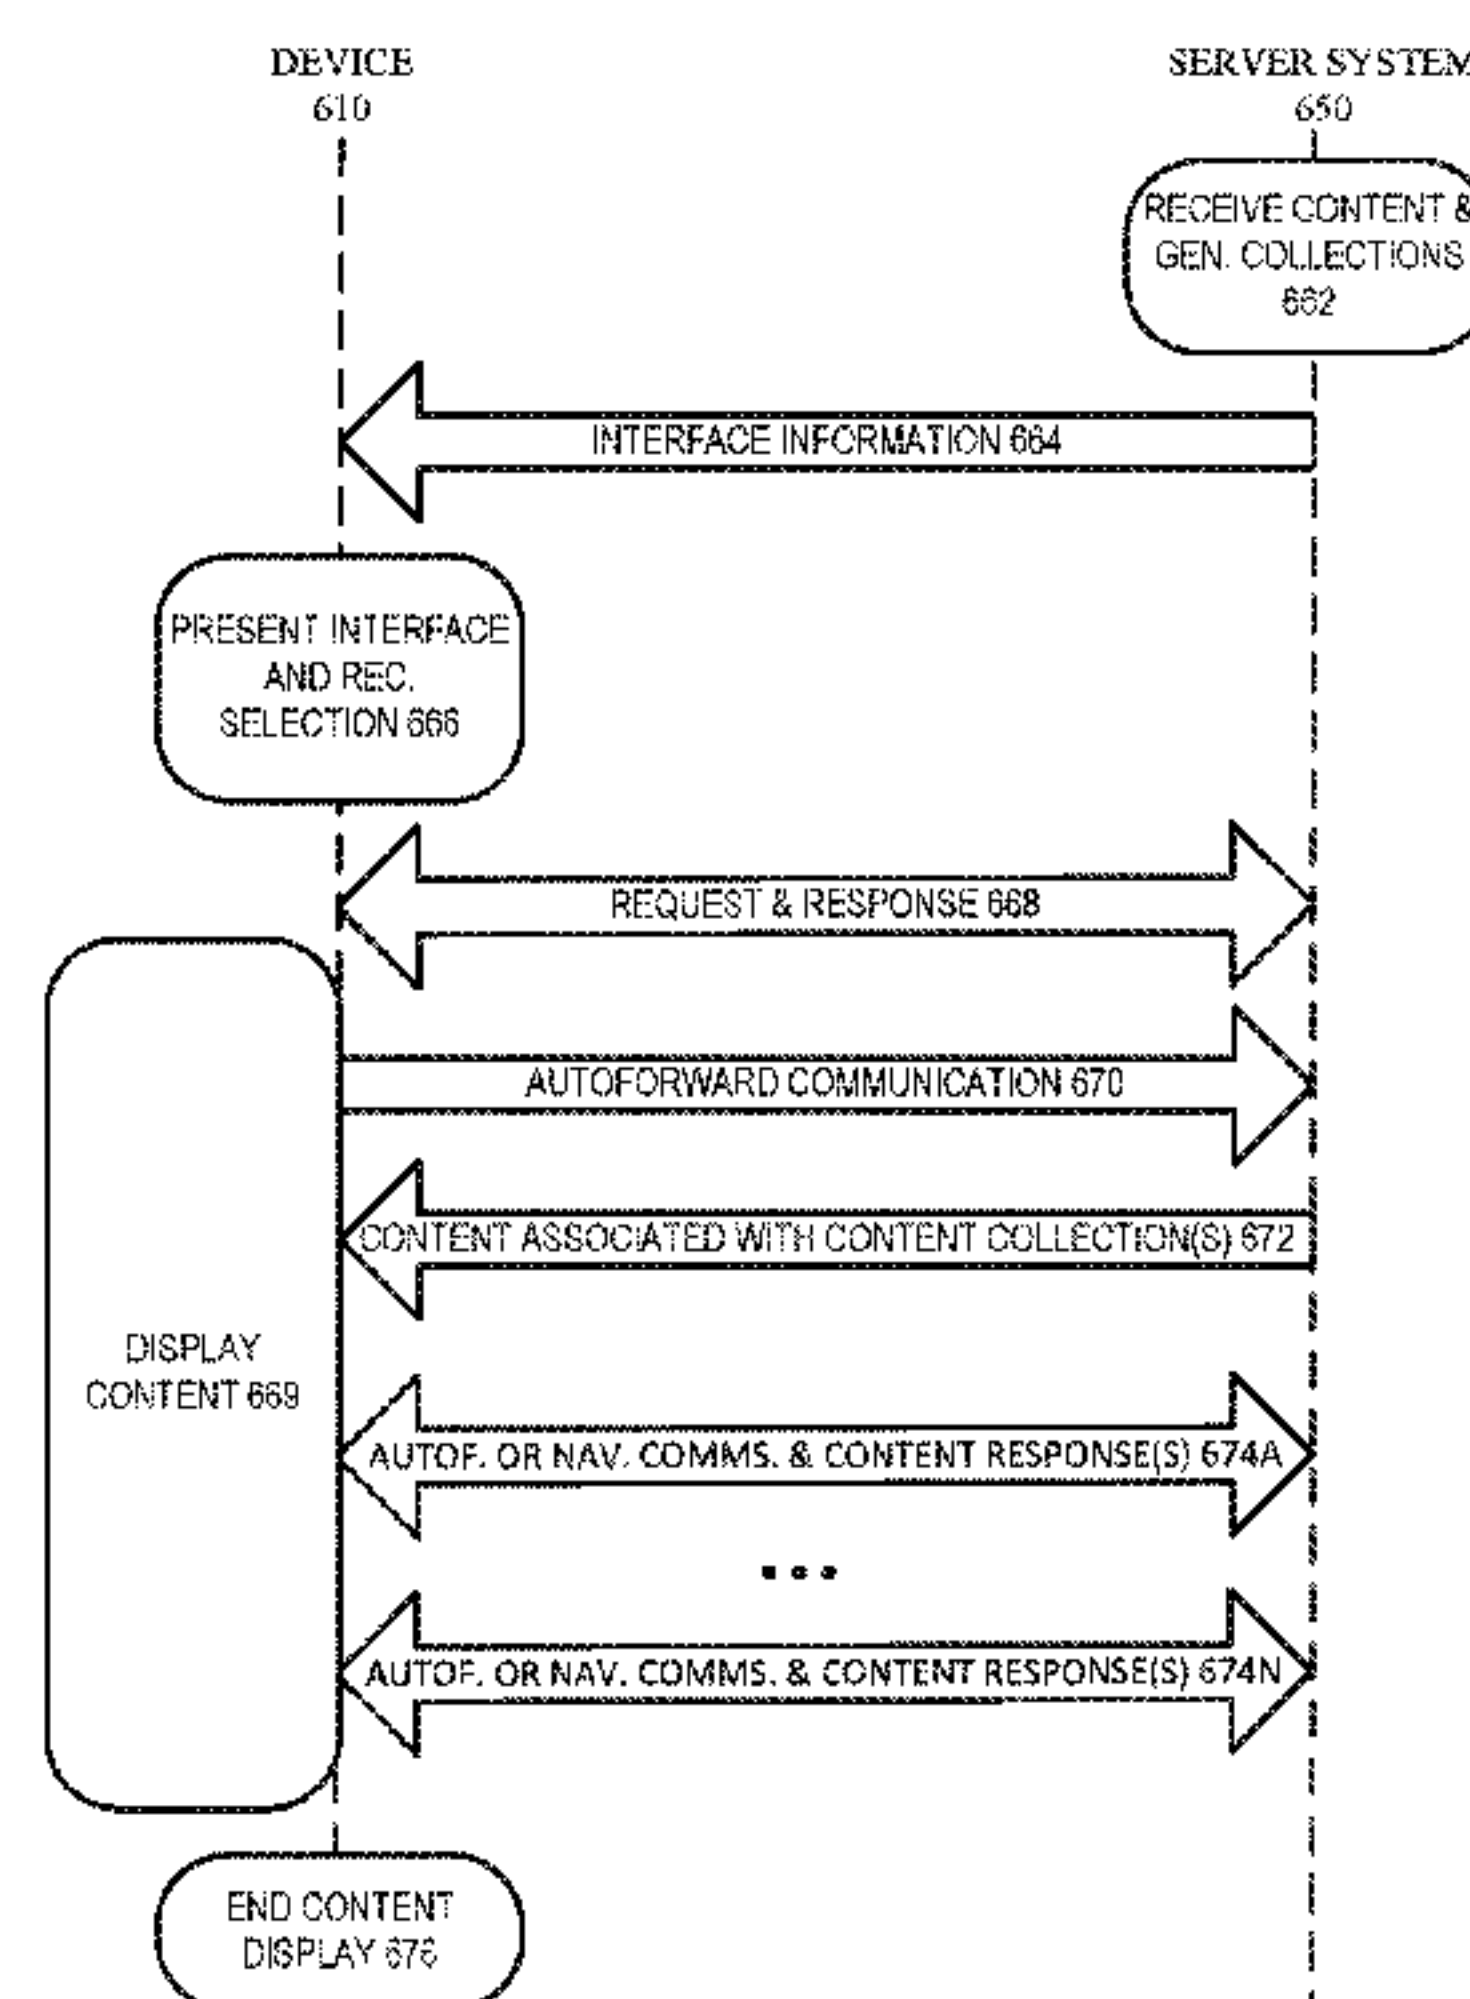 DEVICE
610
SERVER SYSTEM
650
RECEIVE CONTENT &
GEN. COLLECTIONS
662
INTERFACE INFORMATION 664
PRESENT INTERFACE
AND REC.
SELECTION 666
REQUEST & RESPONSE 668
AUTOFORWARD COMMUNICATION 670
CONTENT ASSOCIATED WITH CONTENT COLLECTION(S) 672
DISPLAY
CONTENT 669
AUTOF. OR NAV. COMMS. & CONTENT RESPONSE(S) 674A
...
AUTOF. OR NAV. COMMS. & CONTENT RESPONSE(S) 674N
END CONTENT
DISPLAY 676